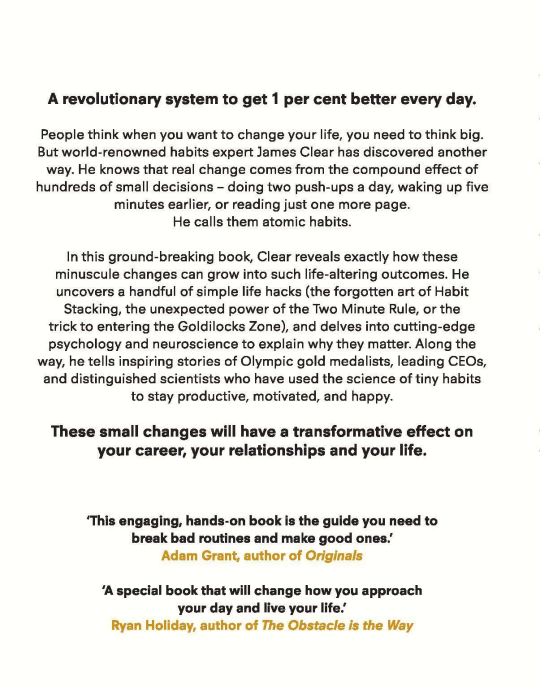 A revolutionary system to get 1 per cent better every day.
People think when you want to change your life, you need to think big.
But world-renowned habits expert James Clear has discovered another
way. He knows that real change comes from the compound effect of
hundreds of small decisions – doing two push-ups a day, waking up five
minutes earlier, or reading just one more page.
He calls them atomic habits.
In this ground-breaking book, Clear reveals exactly how these
minuscule changes can grow into such life-altering outcomes. He
uncovers a handful of simple life hacks (the forgotten art of Habit
Stacking, the unexpected power of the Two Minute Rule, or the
trick to entering the Goldilocks Zone), and delves into cutting-edge
psychology and neuroscience to explain why they matter. Along the
way, he tells inspiring stories of Olympic gold medalists, leading CEOs,
and distinguished scientists who have used the science of tiny habits
to stay productive, motivated, and happy.
These small changes will have a transformative effect on
your career, your relationships and your life.
‘This engaging, hands-on book is the guide you need to
break bad routines and make good ones.’
Adam Grant, author of Originals
‘A special book that will change how you approach
your day and live your life.’
Ryan Holiday, author of The Obstacle is the Way